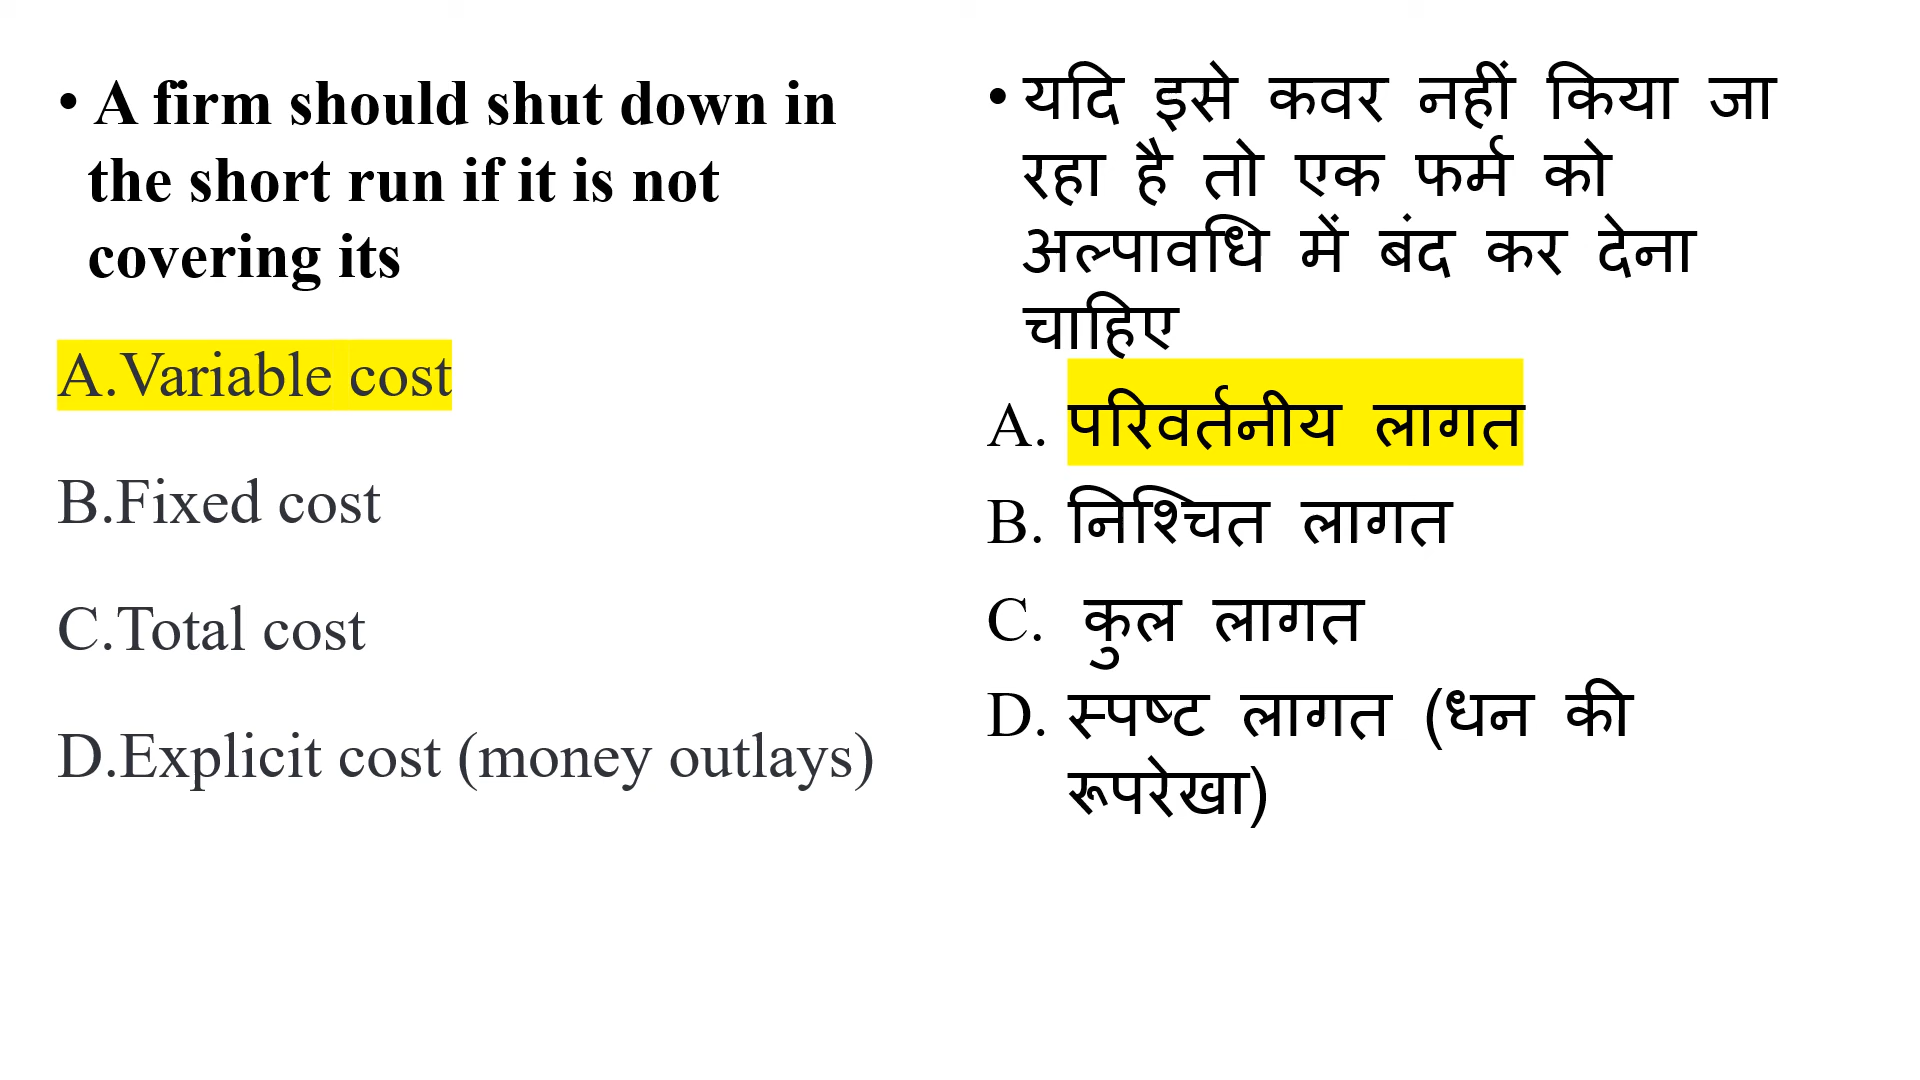 • A firm should shut down in
the short run if it is not
covering its
A.Variable cost
B.Fixed cost
C.Total cost
D.Explicit cost (money outlays)
• यदि इसे कवर नहीं किया जा
रहा है तो एक फर्म को
अल्पावधि में बंद कर देना
चाहिए
A. परिवर्तनीय लागत
B. निश्चित लागत
C. कुल लागत
D. स्पष्ट लागत (धन की
रूपरेखा)